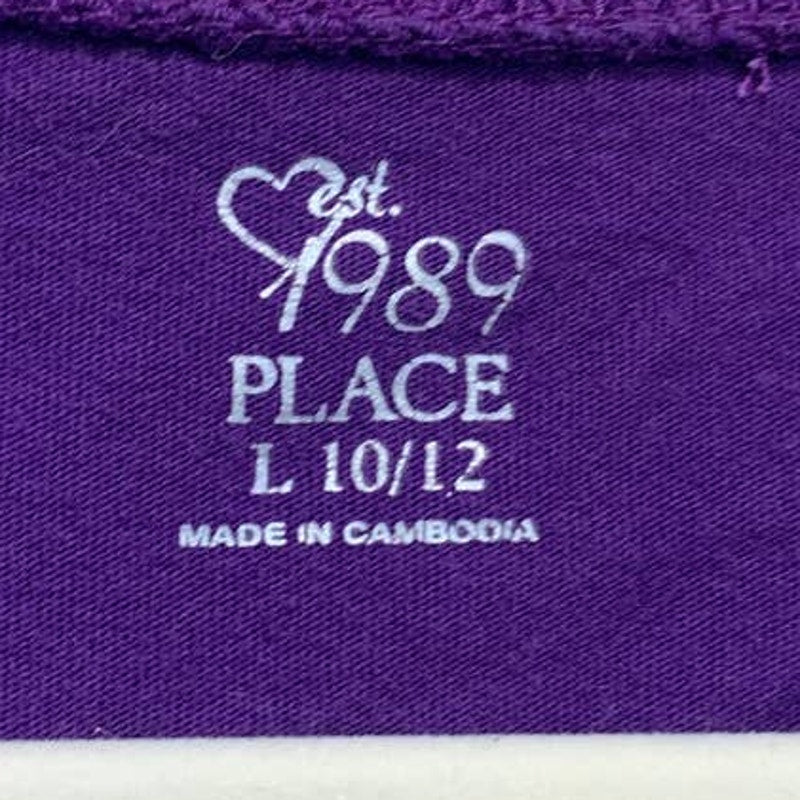 est.
1989
PLACE
L 10/12
MADE IN CAMBODIA